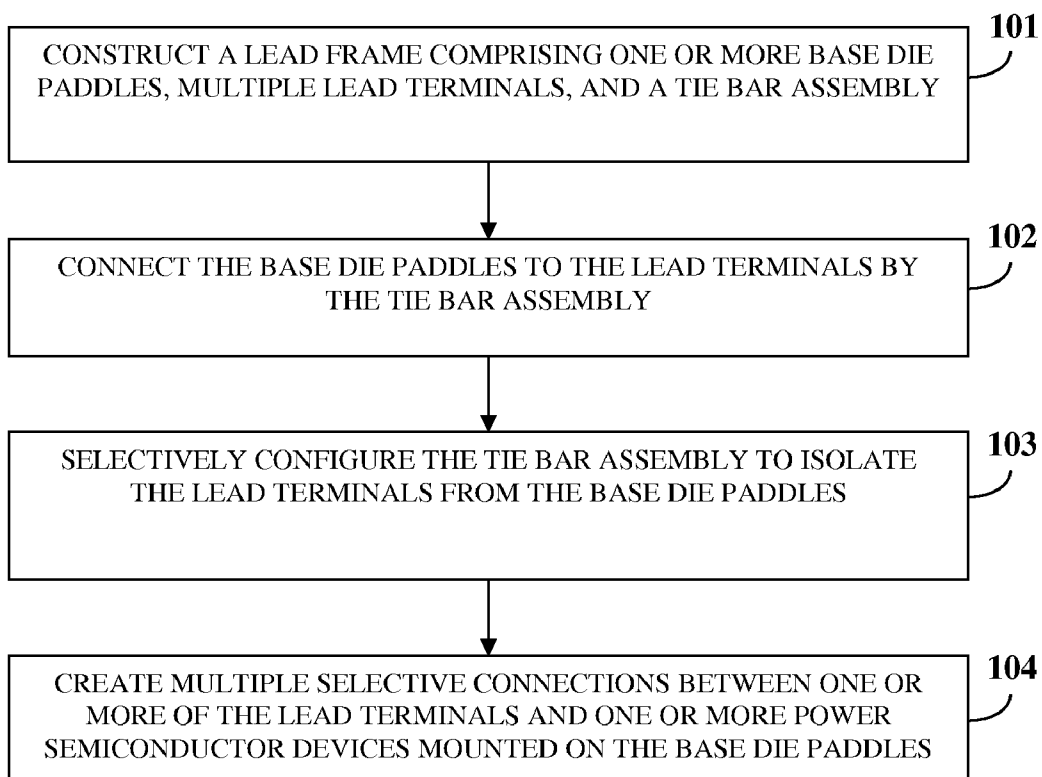 101
CONSTRUCT A LEAD FRAME COMPRISING ONE OR MORE BASE DIE
PADDLES, MULTIPLE LEAD TERMINALS, AND A TIE BAR ASSEMBLY
102
CONNECT THE BASE DIE PADDLES TO THE LEAD TERMINALS BY
THE TIE BAR ASSEMBLY
103
SELECTIVELY CONFIGURE THE TIE BAR ASSEMBLY TO ISOLATE
THE LEAD TERMINALS FROM THE BASE DIE PADDLES
104
CREATE MULTIPLE SELECTIVE CONNECTIONS BETWEEN ONE OR
MORE OF THE LEAD TERMINALS AND ONE OR MORE POWER
SEMICONDUCTOR DEVICES MOUNTED ON THE BASE DIE PADDLES